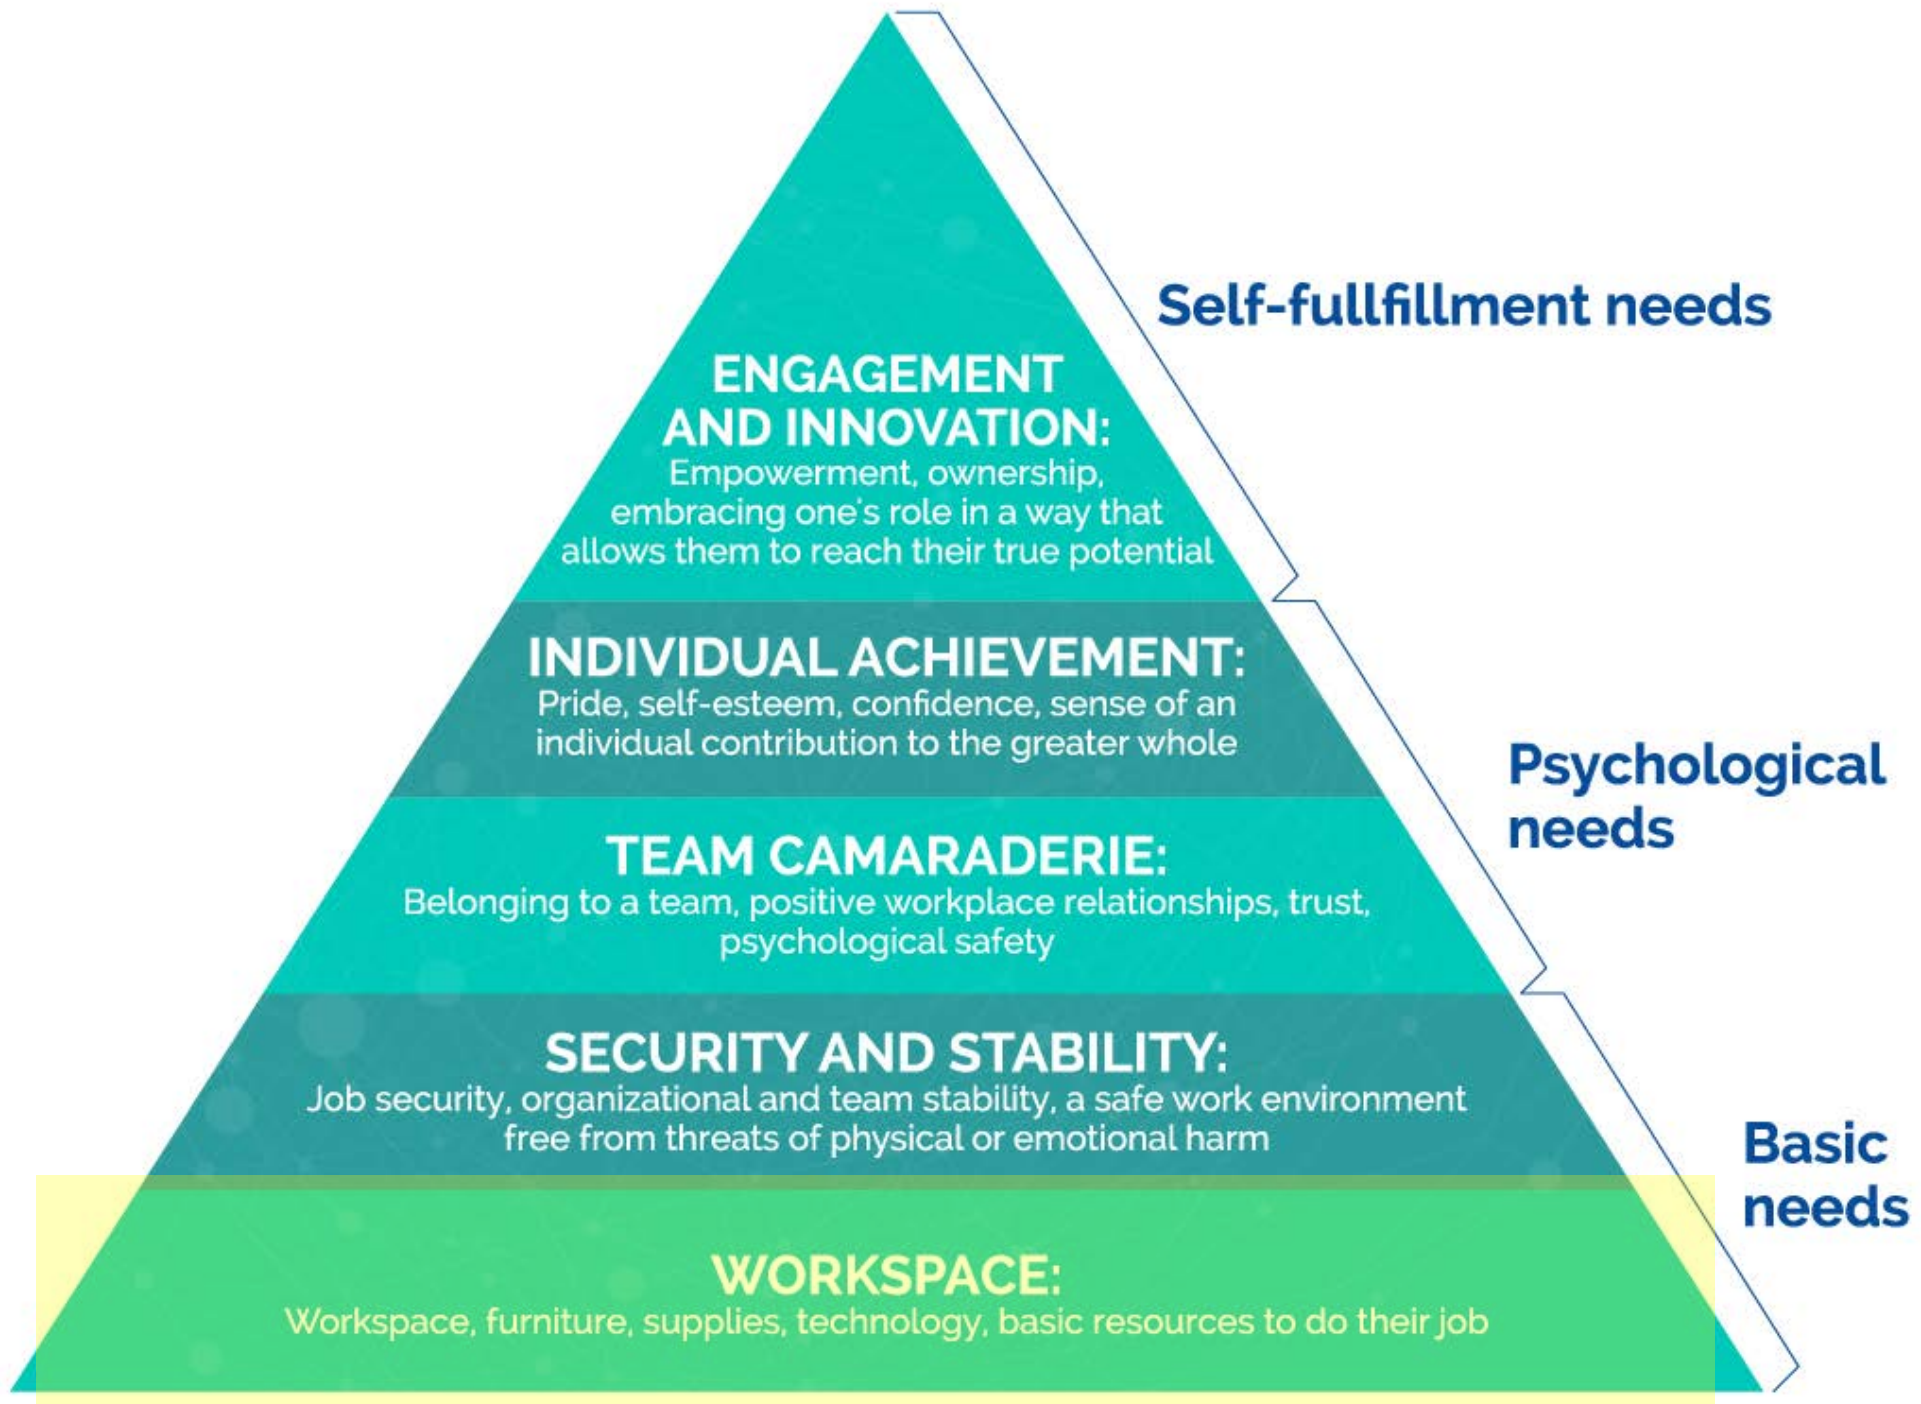 Self-fullfillment needs
ENGAGEMENT
AND INNOVATION:
Empowerment, ownership,
embracing one's role in a way that
allows them to reach their true potential
INDIVIDUAL ACHIEVEMENT:
Pride, self-esteem, confidence, sense of an
individual contribution to the greater whole
Psychological
needs
TEAM CAMARADERIE:
Belonging to a team, positive workplace relationships, trust,
psychological safety
SECURITY AND STABILITY:
Job security, organizational and team stability, a safe work environment
free from threats of physical or emotional harm
Basic
needs
WORKSPACE:
Workspace, furniture, supplies, technology, basic resources to do their job